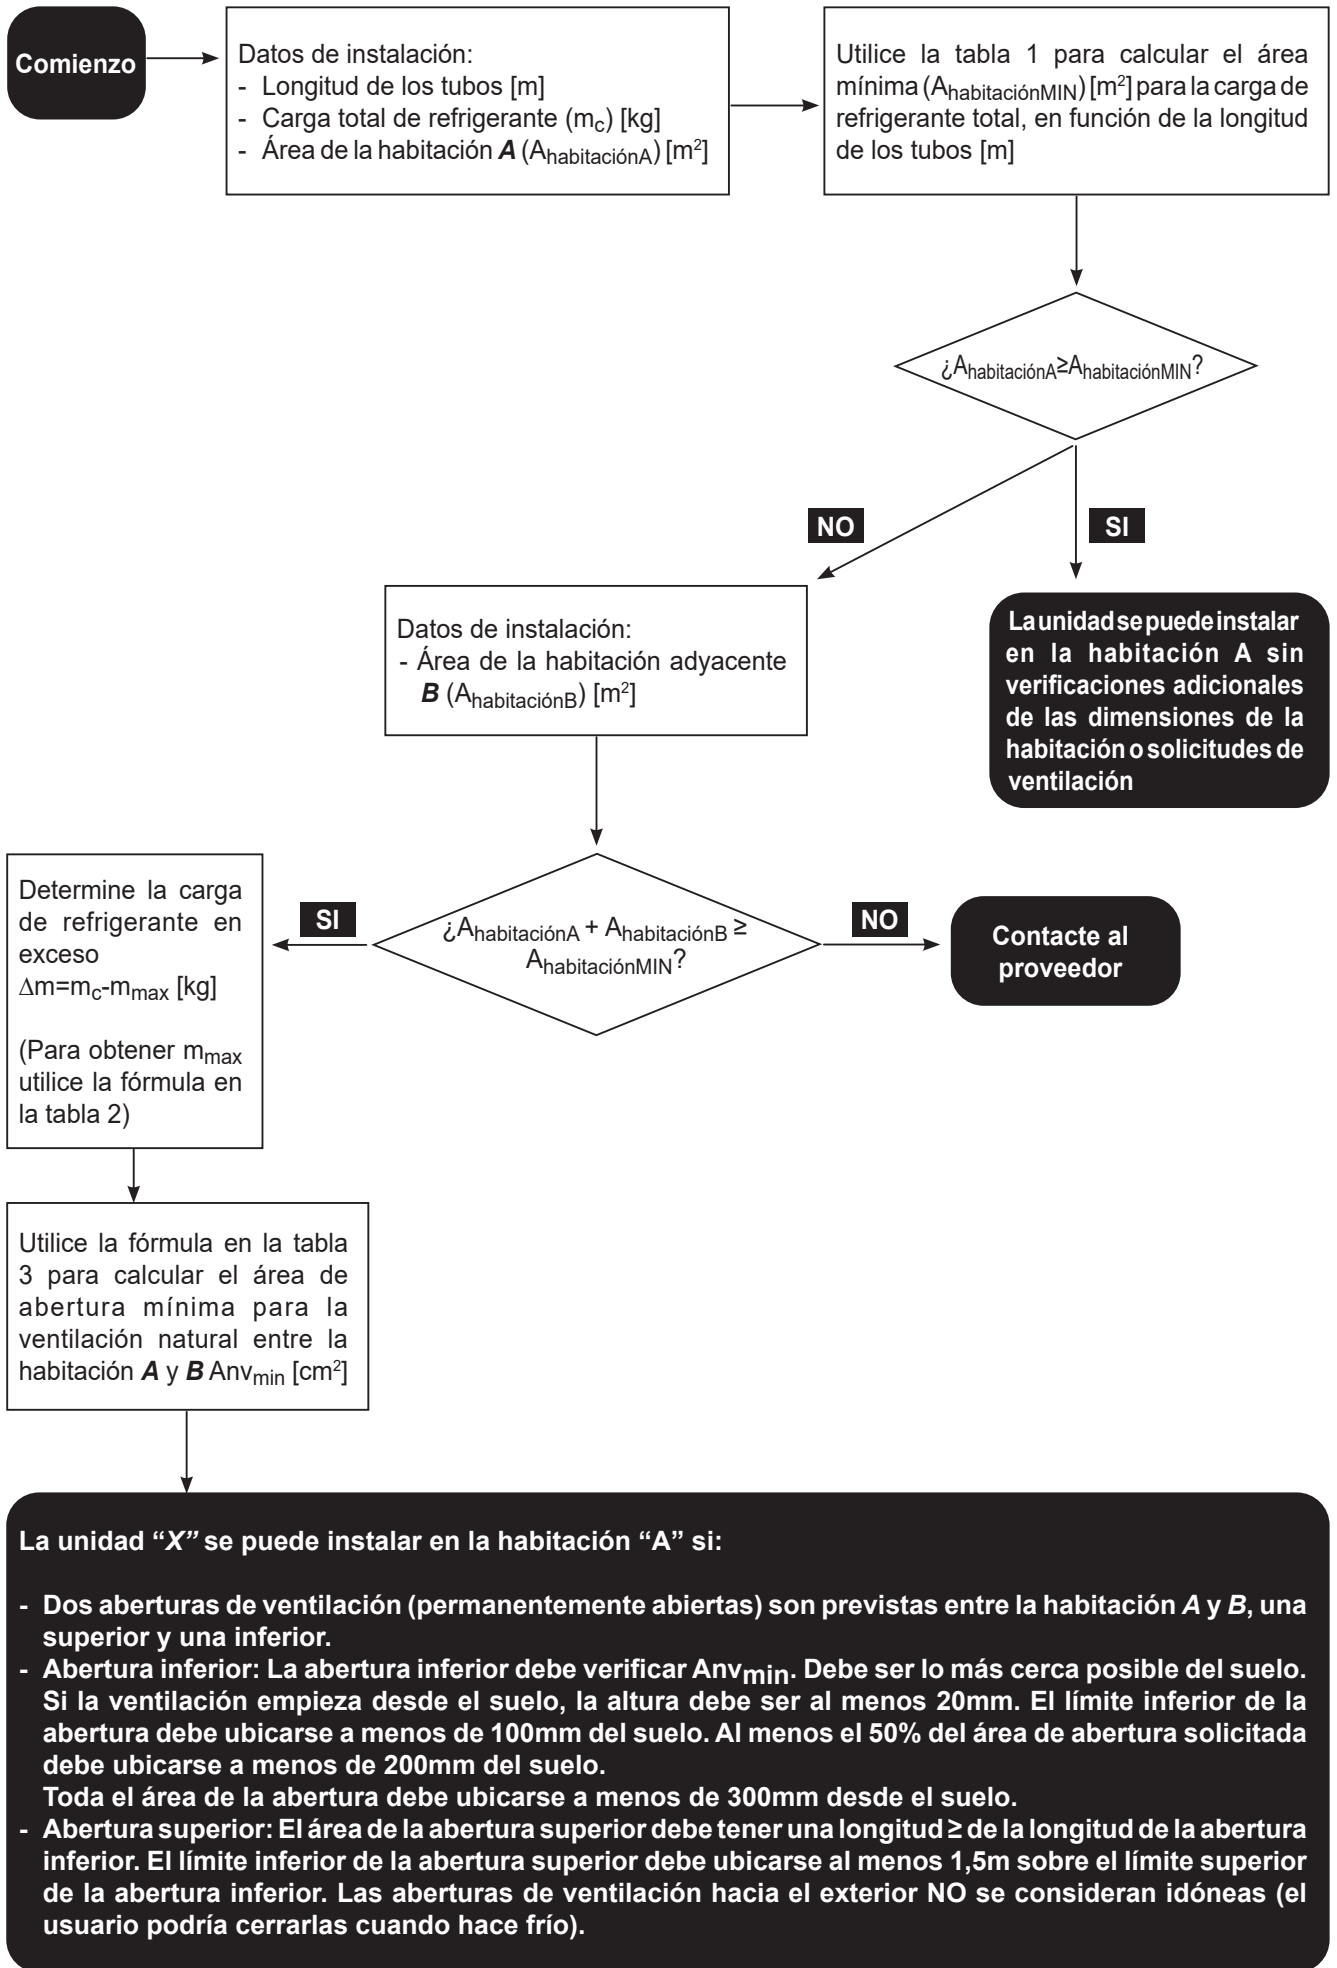 Comienzo
Datos de instalación:
- Longitud de los tubos [m]
- Carga total de refrigerante (mc) [kg]
- Área de la habitación A (AhabitaciónA) [m²]
Utilice la tabla 1 para calcular el área
mínima (AhabitaciónMIN) [m²] para la carga de
refrigerante total, en función de la longitud
de los tubos [m]
¿AhabitaciónA≥AhabitaciónMIN?
NO
SI
Datos de instalación:
- Área de la habitación adyacente
B (AhabitaciónB) [m²]
La unidad se puede instalar
en la habitación A sin
verificaciones adicionales
de las dimensiones de la
habitación o solicitudes de
ventilación
Determine la carga
de refrigerante en
exceso
∆m=mc-mmax [kg]
(Para obtener mmax
utilice la fórmula en
la tabla 2)
SI
¿AhabitaciónA + AhabitaciónB ≥
AhabitaciónMIN?
NO
Contacte al
proveedor
Utilice la fórmula en la tabla
3 para calcular el área de
abertura mínima para la
ventilación natural entre la
habitación A y B Anvmin [cm²]
La unidad “X” se puede instalar en la habitación “A” si:
- Dos aberturas de ventilación (permanentemente abiertas) son previstas entre la habitación A y B, una
superior y una inferior.
- Abertura inferior: La abertura inferior debe verificar Anvmin. Debe ser lo más cerca posible del suelo.
Si la ventilación empieza desde el suelo, la altura debe ser al menos 20mm. El límite inferior de la
abertura debe ubicarse a menos de 100mm del suelo. Al menos el 50% del área de abertura solicitada
debe ubicarse a menos de 200mm del suelo.
Toda el área de la abertura debe ubicarse a menos de 300mm desde el suelo.
- Abertura superior: El área de la abertura superior debe tener una longitud ≥ de la longitud de la abertura
inferior. El límite inferior de la abertura superior debe ubicarse al menos 1,5m sobre el límite superior
de la abertura inferior. Las aberturas de ventilación hacia el exterior NO se consideran idóneas (el
usuario podría cerrarlas cuando hace frío).